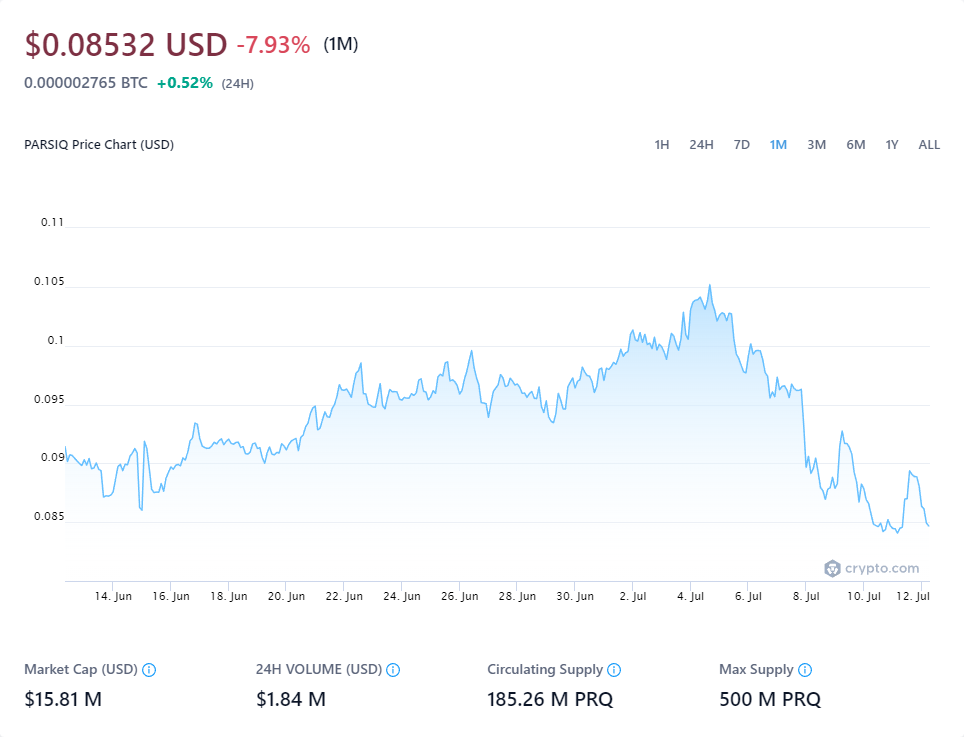 $0.08532 USD -7.93% (1M)
0.000002765 BTC +0.52% (24H)
PARSIQ Price Chart (USD)
1H 24H 7D 1M 3M 6M 1Y ALL
0.11
0.105
0.1
0.095
0.09
0.085
crypto.com
14. Jun 16. Jun 18. Jun 20. Jun 22. Jun 24. Jun 26. Jun 28. Jun 30. Jun 2. Jul 4. Jul 6. Jul 8. Jul 10. Jul 12. Jul
Market Cap (USD) 24H VOLUME (USD) Circulating Supply Max Supply
$15.81 M $1.84 M 185.26 M PRQ 500 M PRQ